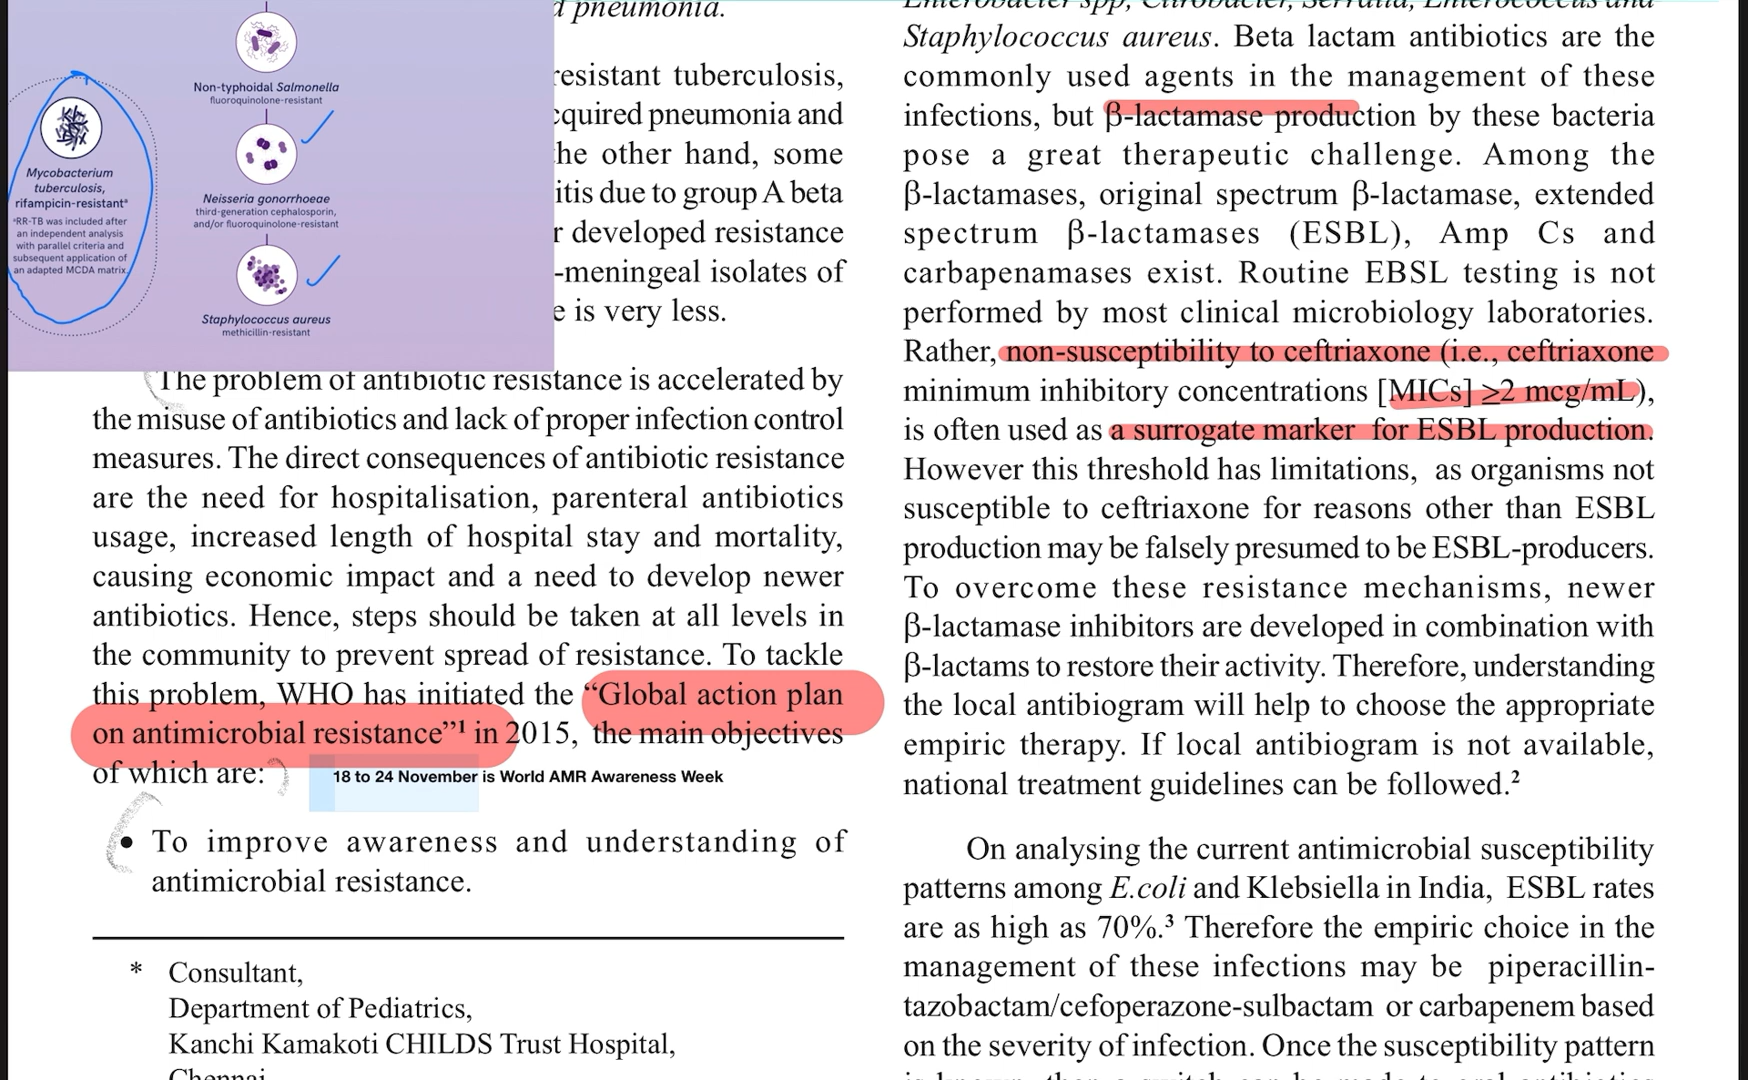 Non-typhoidal Salmonella
fluoroquinolone-resistant
Mycobacterium
tuberculosis,
rifampicin-resistantª
ªRR-TB was included after
an independent analysis
with parallel criteria and
subsequent application of
an adapted MCDA matrix.
Neisseria gonorrhoeae
third-generation cephalosporin,
and/or fluoroquinolone-resistant
Staphylococcus aureus
methicillin-resistant
d pneumonia.
resistant tuberculosis,
cquired pneumonia and
the other hand, some
itis due to group A beta
r developed resistance
-meningeal isolates of
e is very less.
The problem of antibiotic resistance is accelerated by
the misuse of antibiotics and lack of proper infection control
measures. The direct consequences of antibiotic resistance
are the need for hospitalisation, parenteral antibiotics
usage, increased length of hospital stay and mortality,
causing economic impact and a need to develop newer
antibiotics. Hence, steps should be taken at all levels in
the community to prevent spread of resistance. To tackle
this problem, WHO has initiated the “Global action plan
on antimicrobial resistance”¹ in 2015, the main objectives
of which are:
18 to 24 November is World AMR Awareness Week
• To improve awareness and understanding of
antimicrobial resistance.
* Consultant,
Department of Pediatrics,
Kanchi Kamakoti CHILDS Trust Hospital,
Chennai
Enterobacter spp, Citrobacter, Serratia, Enterococcus and
Staphylococcus aureus. Beta lactam antibiotics are the
commonly used agents in the management of these
infections, but β-lactamase production by these bacteria
pose a great therapeutic challenge. Among the
β-lactamases, original spectrum β-lactamase, extended
spectrum β-lactamases (ESBL), Amp Cs and
carbapenamases exist. Routine EBSL testing is not
performed by most clinical microbiology laboratories.
Rather, non-susceptibility to ceftriaxone (i.e., ceftriaxone
minimum inhibitory concentrations [MICs] ≥2 mcg/mL),
is often used as a surrogate marker for ESBL production.
However this threshold has limitations, as organisms not
susceptible to ceftriaxone for reasons other than ESBL
production may be falsely presumed to be ESBL-producers.
To overcome these resistance mechanisms, newer
β-lactamase inhibitors are developed in combination with
β-lactams to restore their activity. Therefore, understanding
the local antibiogram will help to choose the appropriate
empiric therapy. If local antibiogram is not available,
national treatment guidelines can be followed.²
On analysing the current antimicrobial susceptibility
patterns among E.coli and Klebsiella in India, ESBL rates
are as high as 70%.³ Therefore the empiric choice in the
management of these infections may be piperacillin-
tazobactam/cefoperazone-sulbactam or carbapenem based
on the severity of infection. Once the susceptibility pattern